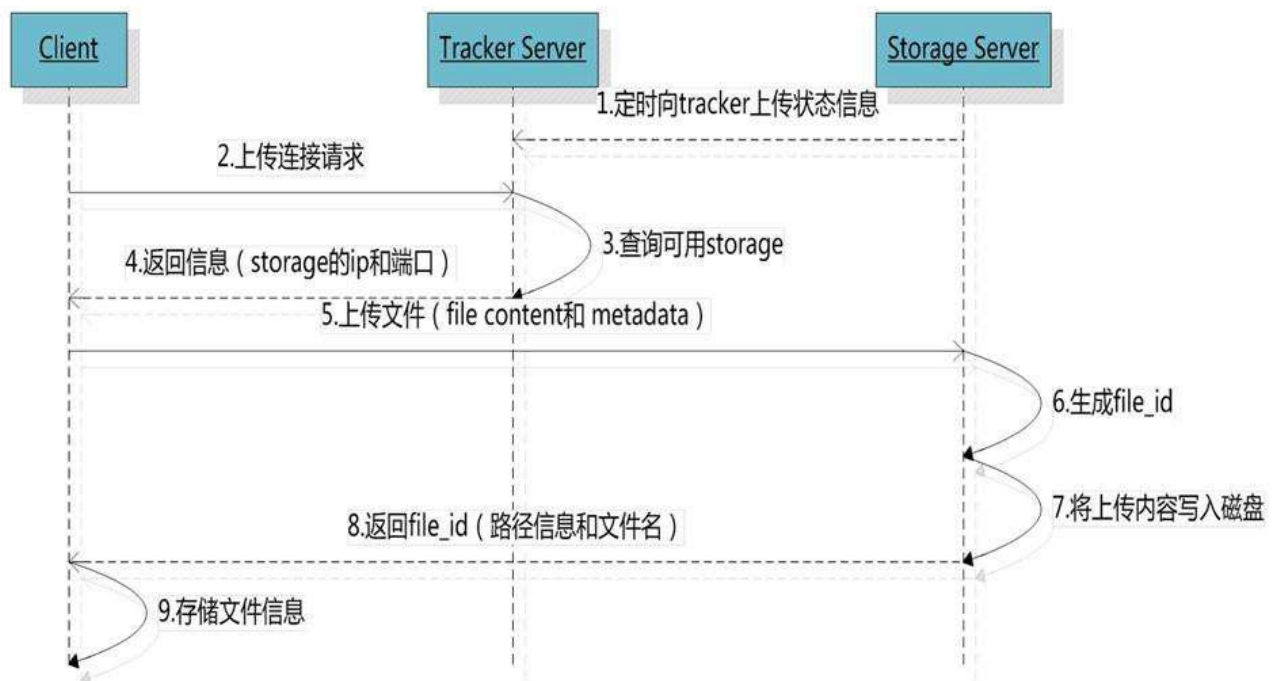 Client
Tracker Server
Storage Server
1.定时向tracker上传状态信息
2.上传连接请求
3.查询可用storage
4.返回信息（storage的ip和端口）
5.上传文件（file content和 metadata）
6.生成file_id
7.将上传内容写入磁盘
8.返回file_id（路径信息和文件名）
9.存储文件信息